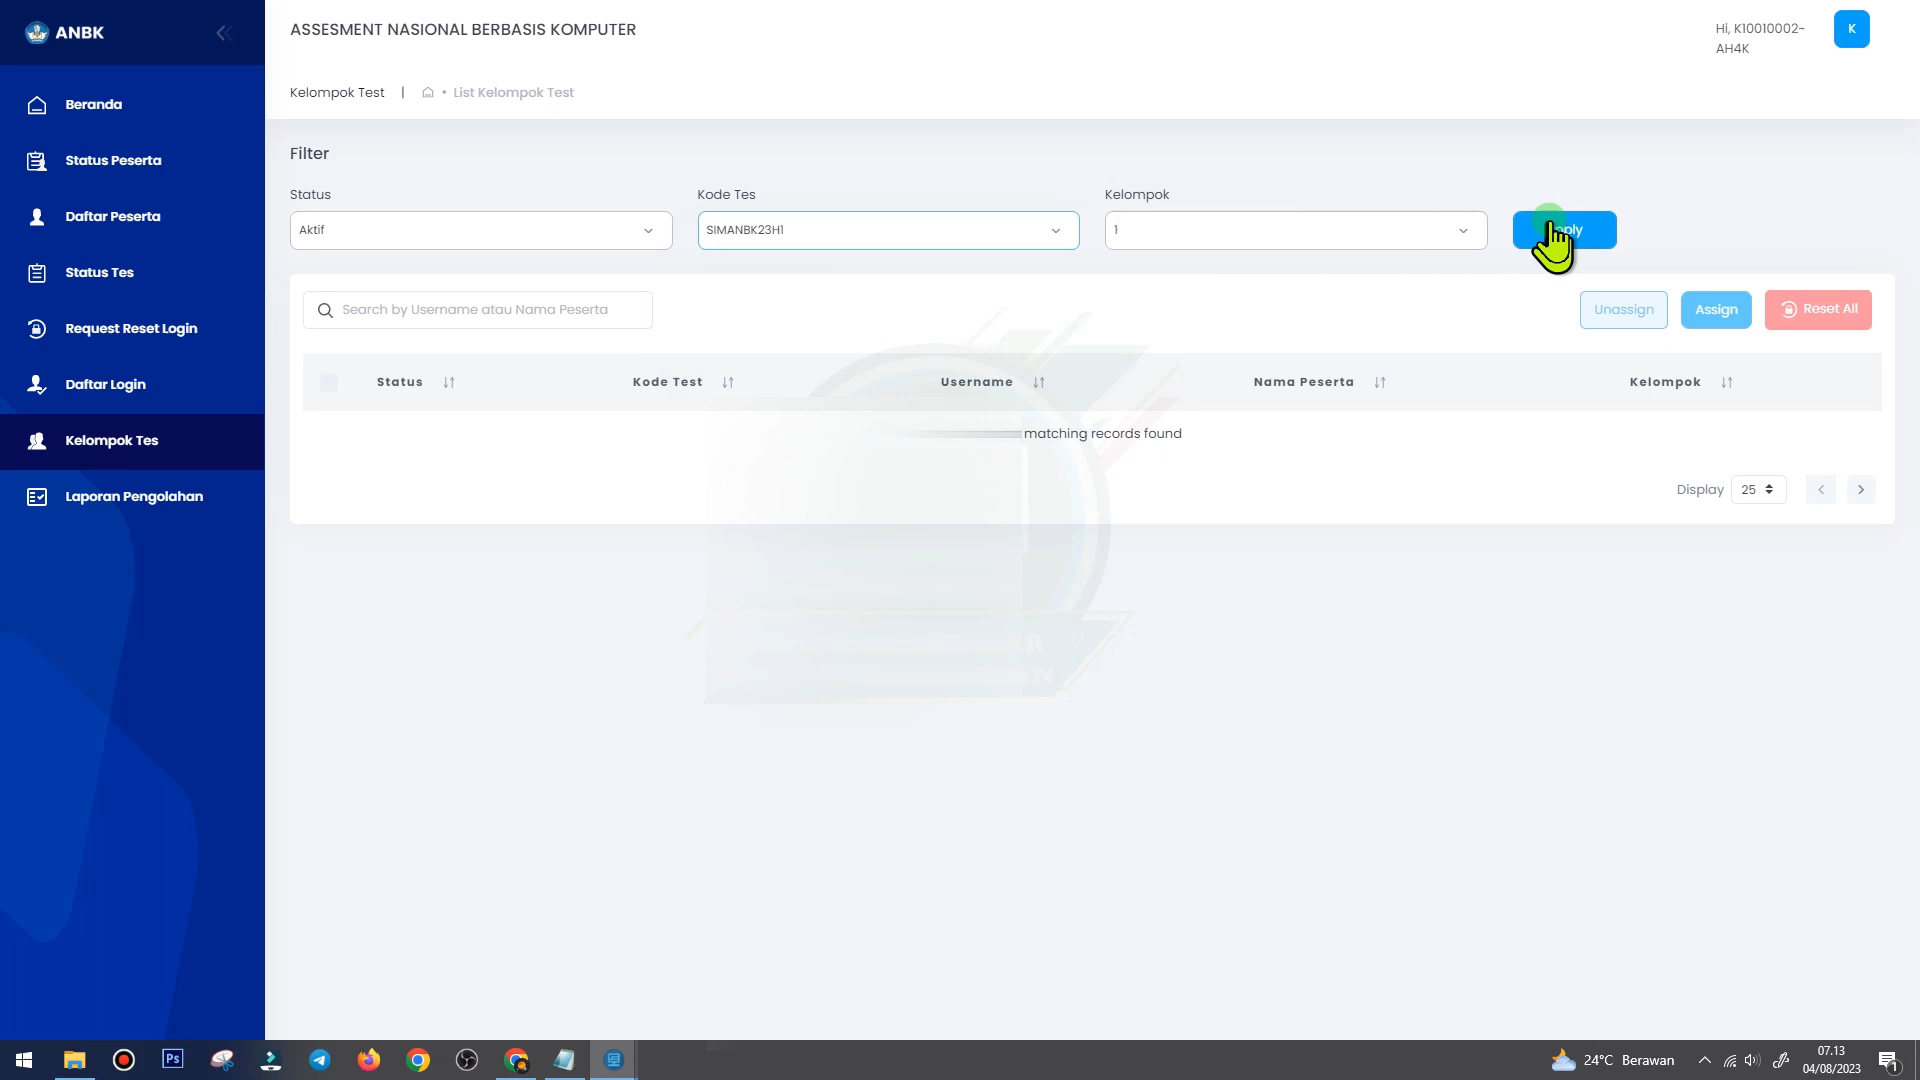 ANBK
ASSESMENT NASIONAL BERBASIS KOMPUTER
Hi, K10010002-
AH4K
K
Kelompok Test | • List Kelompok Test
Beranda
Status Peserta
Daftar Peserta
Status Tes
Request Reset Login
Daftar Login
Kelompok Tes
Laporan Pengolahan
Filter
Status Kode Tes Kelompok
Aktif SIMANBK23H1 1
Search by Username atau Nama Peserta Unassign Assign Reset All
Status Kode Test Username Nama Peserta Kelompok
matching records found
Display 25
Ps
24°C Berawan
07.13
04/08/2023
1